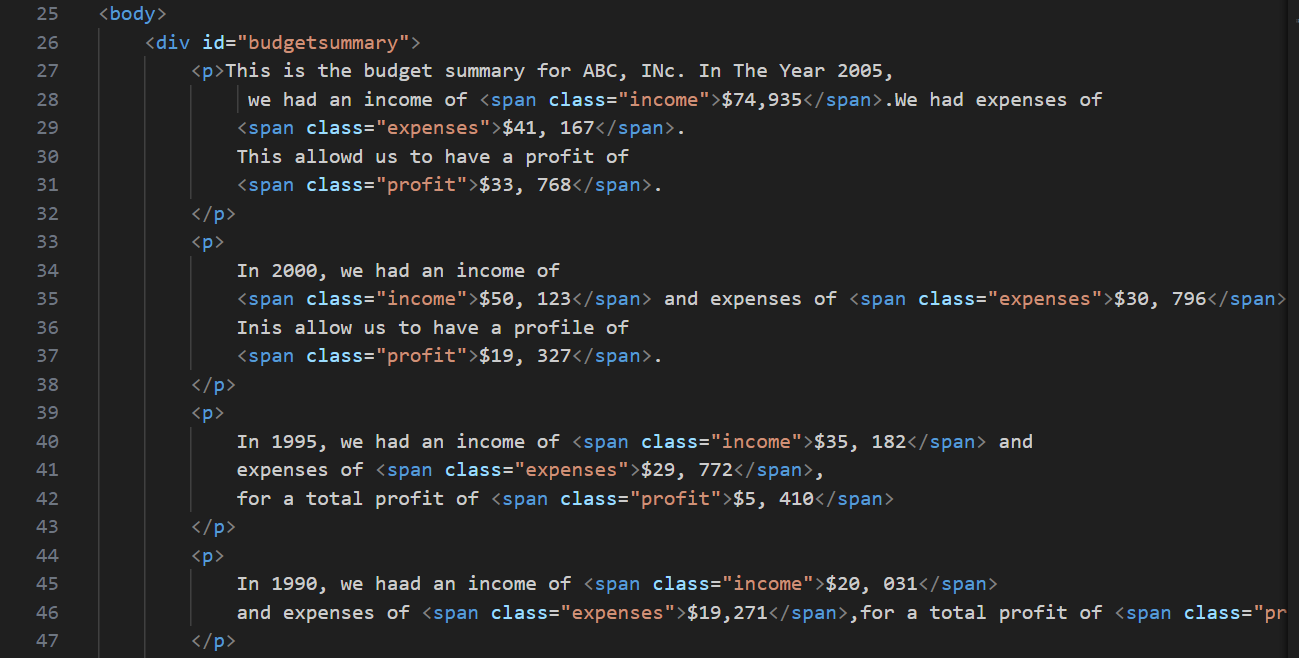 25 <body>
26 <div id="budgetsummary">
27 <p>This is the budget summary for ABC, INc. In The Year 2005,
28 we had an income of <span class="income">$74,935</span>.We had expenses of
29 <span class="expenses">$41, 167</span>.
30 This allowd us to have a profit of
31 <span class="profit">$33, 768</span>.
32 </p>
33 <p>
34 In 2000, we had an income of
35 <span class="income">$50, 123</span> and expenses of <span class="expenses">$30, 796</span>
36 Inis allow us to have a profile of
37 <span class="profit">$19, 327</span>.
38 </p>
39 <p>
40 In 1995, we had an income of <span class="income">$35, 182</span> and
41 expenses of <span class="expenses">$29, 772</span>,
42 for a total profit of <span class="profit">$5, 410</span>
43 </p>
44 <p>
45 In 1990, we haad an income of <span class="income">$20, 031</span>
46 and expenses of <span class="expenses">$19,271</span>,for a total profit of <span class="pr
47 </p>